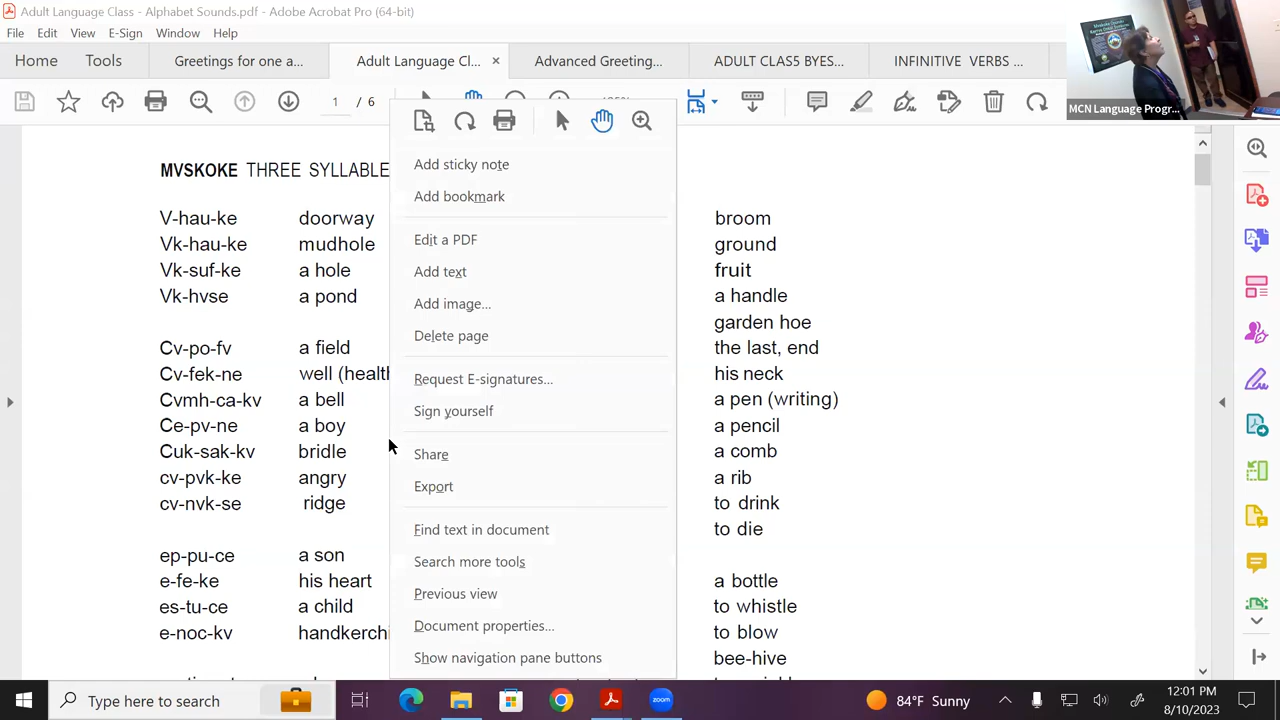 Adult Language Class - Alphabet Sounds.pdf - Adobe Acrobat Pro (64-bit)
File Edit View E-Sign Window Help
Home Tools Greetings for one a... Adult Language Cl... × Advanced Greeting... ADULT CLAS5 BYES... INFINITIVE VERBS ...
1 / 6
MCN Language Progr...
MVSKOKE THREE SYLLABLE
V-hau-ke doorway
Vk-hau-ke mudhole
Vk-suf-ke a hole
Vk-hvse a pond
Cv-po-fv a field
Cv-fek-ne well (healt
Cvmh-ca-kv a bell
Ce-pv-ne a boy
Cuk-sak-kv bridle
cv-pvk-ke angry
cv-nvk-se ridge
ep-pu-ce a son
e-fe-ke his heart
es-tu-ce a child
e-noc-kv handkerchi
Add sticky note
Add bookmark
Edit a PDF
Add text
Add image...
Delete page
Request E-signatures...
Sign yourself
Share
Export
Find text in document
Search more tools
Previous view
Document properties...
Show navigation pane buttons
broom
ground
fruit
a handle
garden hoe
the last, end
his neck
a pen (writing)
a pencil
a comb
a rib
to drink
to die
a bottle
to whistle
to blow
bee-hive
Type here to search
zoom
84°F Sunny
12:01 PM
8/10/2023